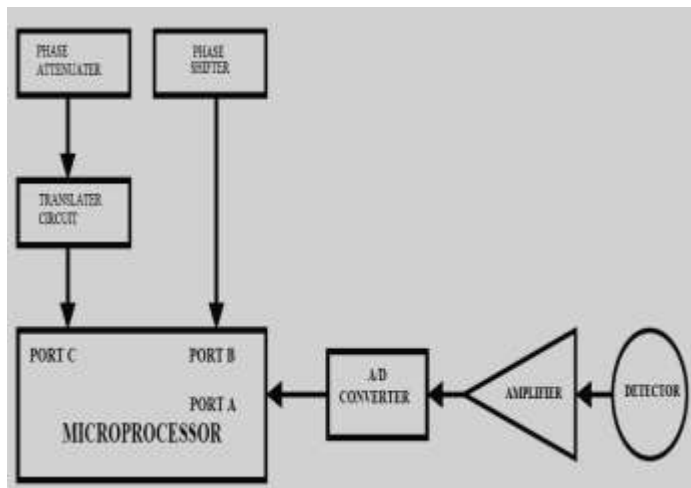 PHASE
ATTENUATER
PHASE
SHIFTER
TRANSLATER
CIRCUIT
PORT C
PORT B
PORT A
MICROPROCESSOR
A/D
CONVERTER
AMPLIFIER
DETECTOR